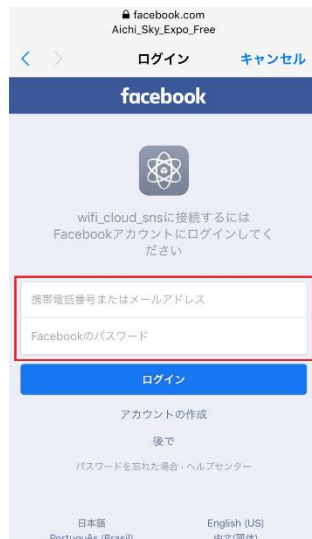 facebook.com
Aichi_Sky_Expo_Free
ログイン キャンセル
facebook
wifi_cloud_snsに接続するには
Facebookアカウントにログインしてく
ださい
携帯電話番号またはメールアドレス
Facebookのパスワード
ログイン
アカウントの作成
後で
パスワードを忘れた場合・ヘルプセンター
日本語 English (US)
Português (Brasil) 中文(简体)